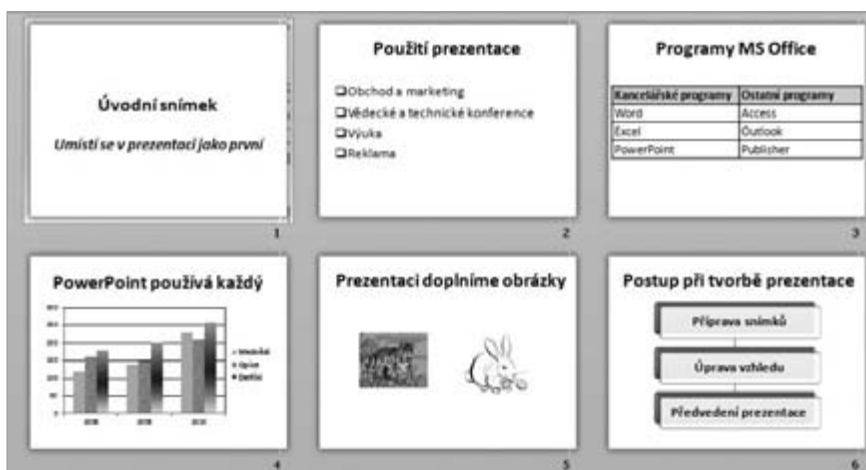 Úvodní snímek
Umístí se v prezentaci jako první
1
Použití prezentace
Obchod a marketing
Vědecké a technické konference
Výuka
Reklama
2
Programy MS Office
Kancelářské programy Ostatní programy
Word Access
Excel Outlook
PowerPoint Publisher
3
PowerPoint používá každý
4
Prezentaci doplníme obrázky
5
Postup při tvorbě prezentace
Příprava snímků
Úprava vzhledu
Předvedení prezentace
6